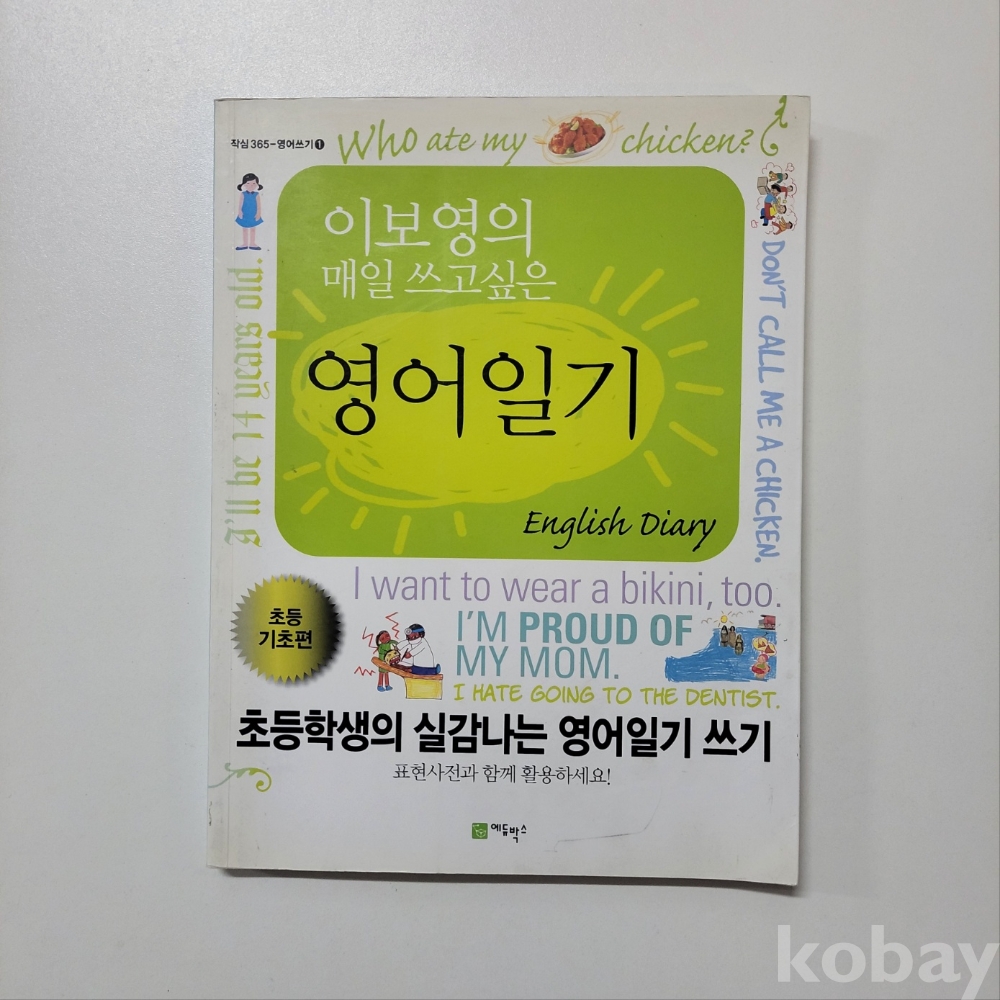 작심 365-영어쓰기 1
Who ate my chicken?
이보영의
매일 쓰고싶은
영어일기
English Diary
I'll be 14 years old.
DON'T CALL ME A CHICKEN.
초등
기초편
I want to wear a bikini, too.
I'M PROUD OF
MY MOM.
I HATE GOING TO THE DENTIST.
초등학생의 실감나는 영어일기 쓰기
표현사전과 함께 활용하세요!
에듀박스
kobay